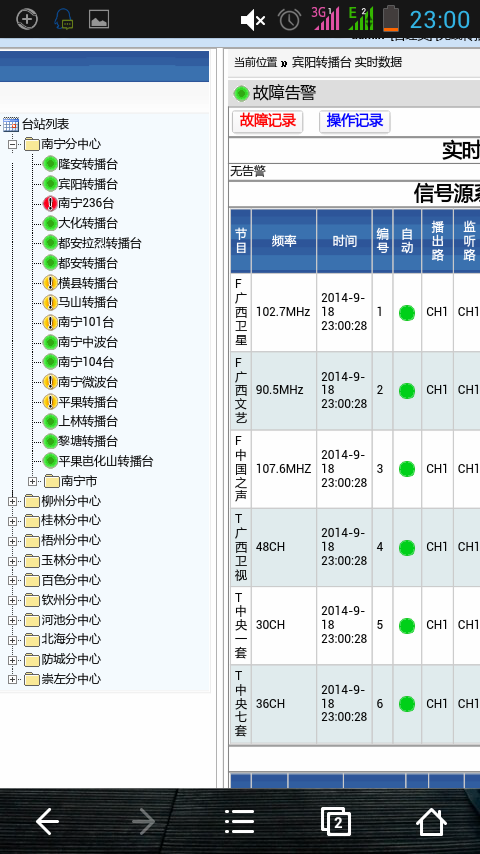 3G 1
E 2
23:00
当前位置 » 宾阳转播台 实时数据
故障告警
故障记录 操作记录
实时
无告警
信号源系
台站列表
南宁分中心
隆安转播台
宾阳转播台
南宁236台
大化转播台
都安拉烈转播台
都安转播台
横县转播台
马山转播台
南宁101台
南宁中波台
南宁104台
南宁微波台
平果转播台
上林转播台
黎塘转播台
平果岜化山转播台
南宁市
柳州分中心
桂林分中心
梧州分中心
玉林分中心
百色分中心
钦州分中心
河池分中心
北海分中心
防城分中心
崇左分中心
节目 频率 时间 编号 自动 播出路 监听路
F广西卫星 102.7MHz 2014-9-18 23:00:28 1 CH1 CH1
F广西文艺 90.5MHz 2014-9-18 23:00:28 2 CH1 CH1
F中国之声 107.6MHZ 2014-9-18 23:00:28 3 CH1 CH1
T广西卫视 48CH 2014-9-18 23:00:28 4 CH1 CH1
T中央一套 30CH 2014-9-18 23:00:28 5 CH1 CH1
T中央七套 36CH 2014-9-18 23:00:28 6 CH1 CH1
2